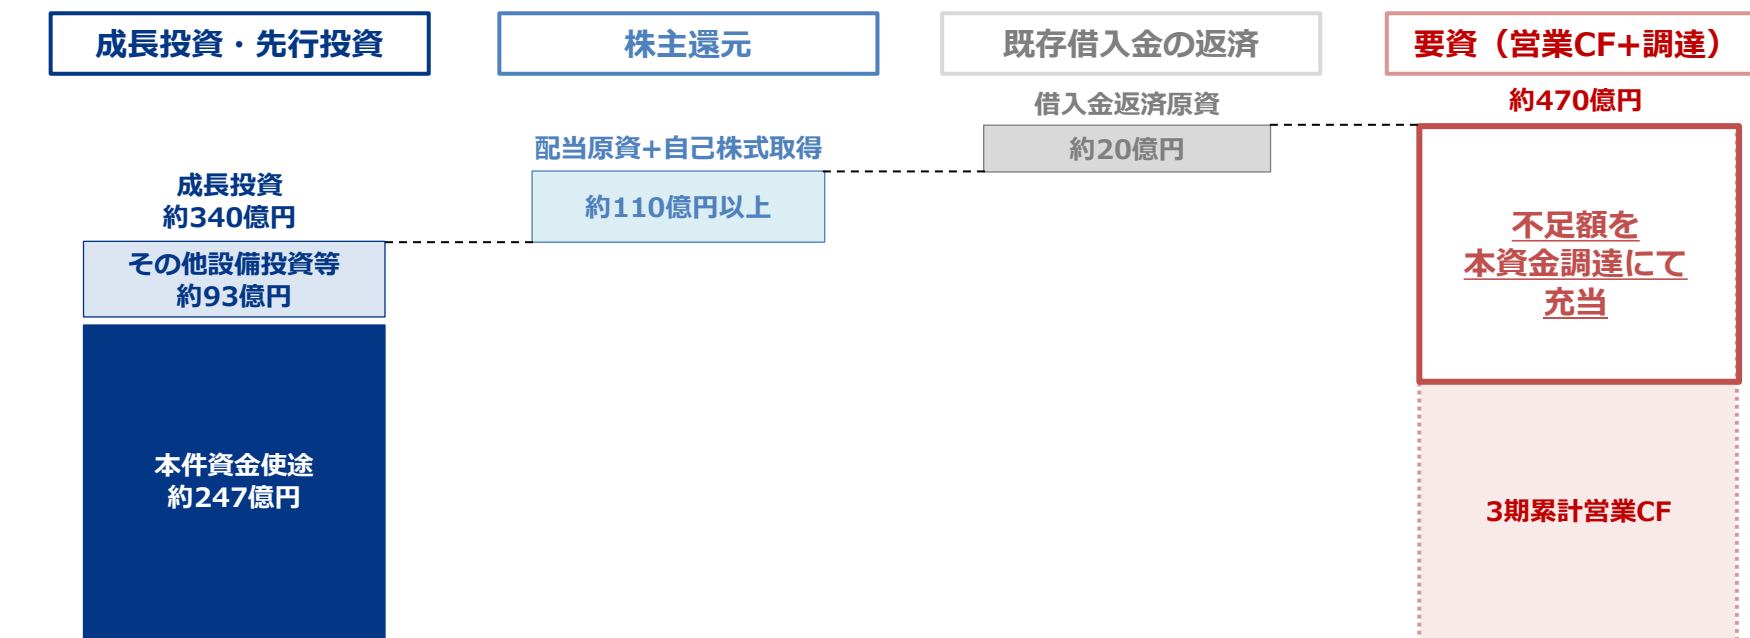 成長投資・先行投資
株主還元
既存借入金の返済
要資（営業CF+調達）
成長投資
約340億円
その他設備投資等
約93億円
本件資金使途
約247億円
配当原資+自己株式取得
約110億円以上
借入金返済原資
約20億円
約470億円
不足額を
本資金調達にて
充当
3期累計営業CF